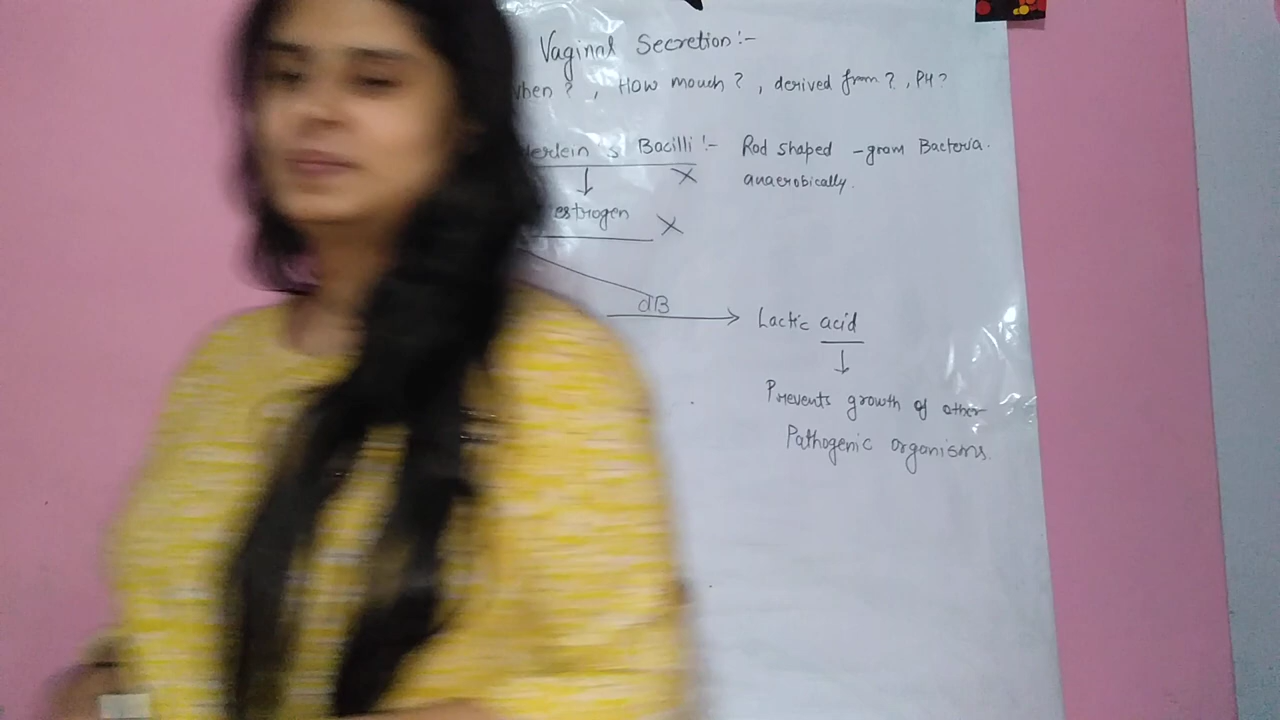 Vaginal Secretion :-
When ? , How mouch ? , derived from ? , PH ?
Bacilli :- Rod shaped -gram Bacteria.
anaerobically.
estrogen
dB
Lactic acid
Prevents growth of other
Pathogenic organisms.